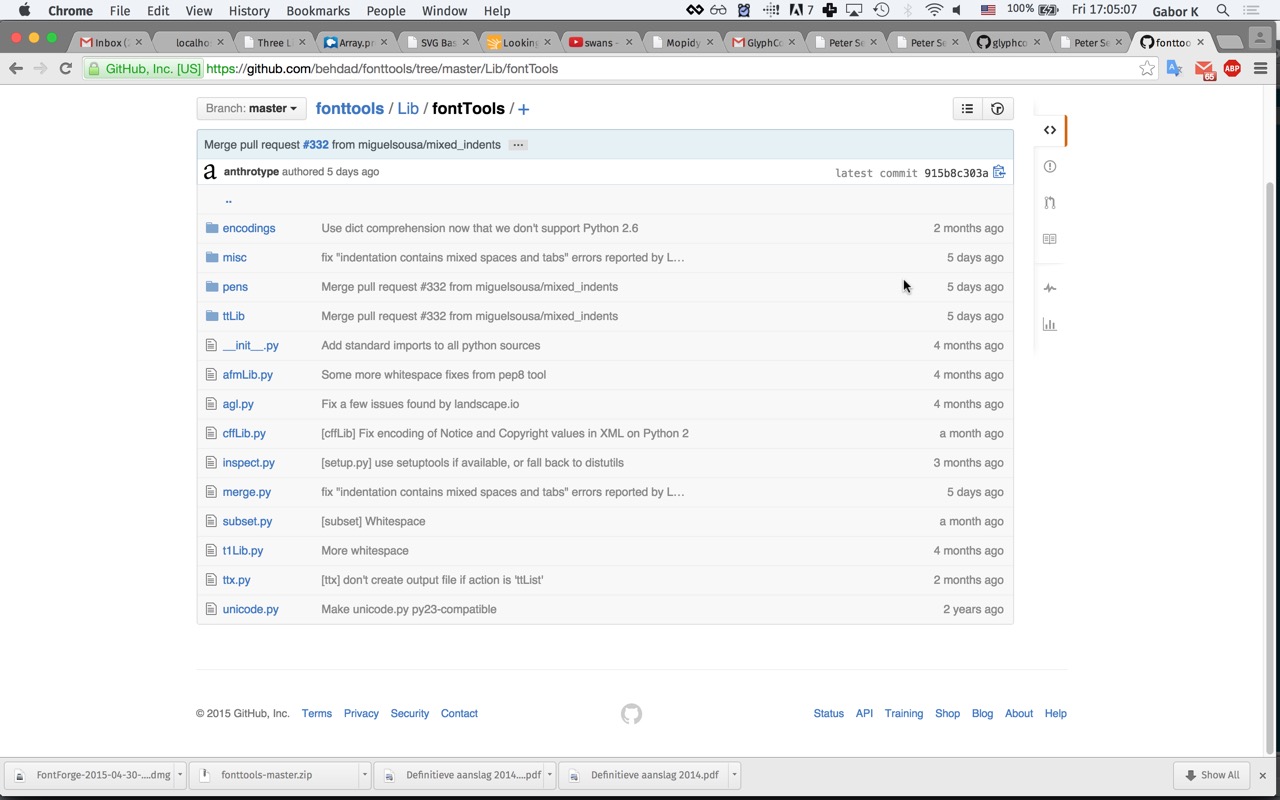 Chrome File Edit View History Bookmarks People Window Help 7 100% Fri 17:05:07 Gabor K
Inbox (2 localho Three L Array.pr SVG Bas Looking swans - Mopidy GlyphCo Peter Se Peter Se glyphco Peter Se fonttoo
GitHub, Inc. [US] https://github.com/behdad/fonttools/tree/master/Lib/fontTools 65 ABP
Branch: master fonttools / Lib / fontTools / +
Merge pull request #332 from miguelsousa/mixed_indents ...
a anthrotype authored 5 days ago latest commit 915b8c303a
..
encodings Use dict comprehension now that we don't support Python 2.6 2 months ago
misc fix "indentation contains mixed spaces and tabs" errors reported by L... 5 days ago
pens Merge pull request #332 from miguelsousa/mixed_indents 5 days ago
ttLib Merge pull request #332 from miguelsousa/mixed_indents 5 days ago
__init__.py Add standard imports to all python sources 4 months ago
afmLib.py Some more whitespace fixes from pep8 tool 4 months ago
agl.py Fix a few issues found by landscape.io 4 months ago
cffLib.py [cffLib] Fix encoding of Notice and Copyright values in XML on Python 2 a month ago
inspect.py [setup.py] use setuptools if available, or fall back to distutils 3 months ago
merge.py fix "indentation contains mixed spaces and tabs" errors reported by L... 5 days ago
subset.py [subset] Whitespace a month ago
t1Lib.py More whitespace 4 months ago
ttx.py [ttx] don't create output file if action is 'ttList' 2 months ago
unicode.py Make unicode.py py23-compatible 2 years ago
© 2015 GitHub, Inc. Terms Privacy Security Contact Status API Training Shop Blog About Help
FontForge-2015-04-30-....dmg fonttools-master.zip Definitieve aanslag 2014....pdf Definitieve aanslag 2014.pdf Show All